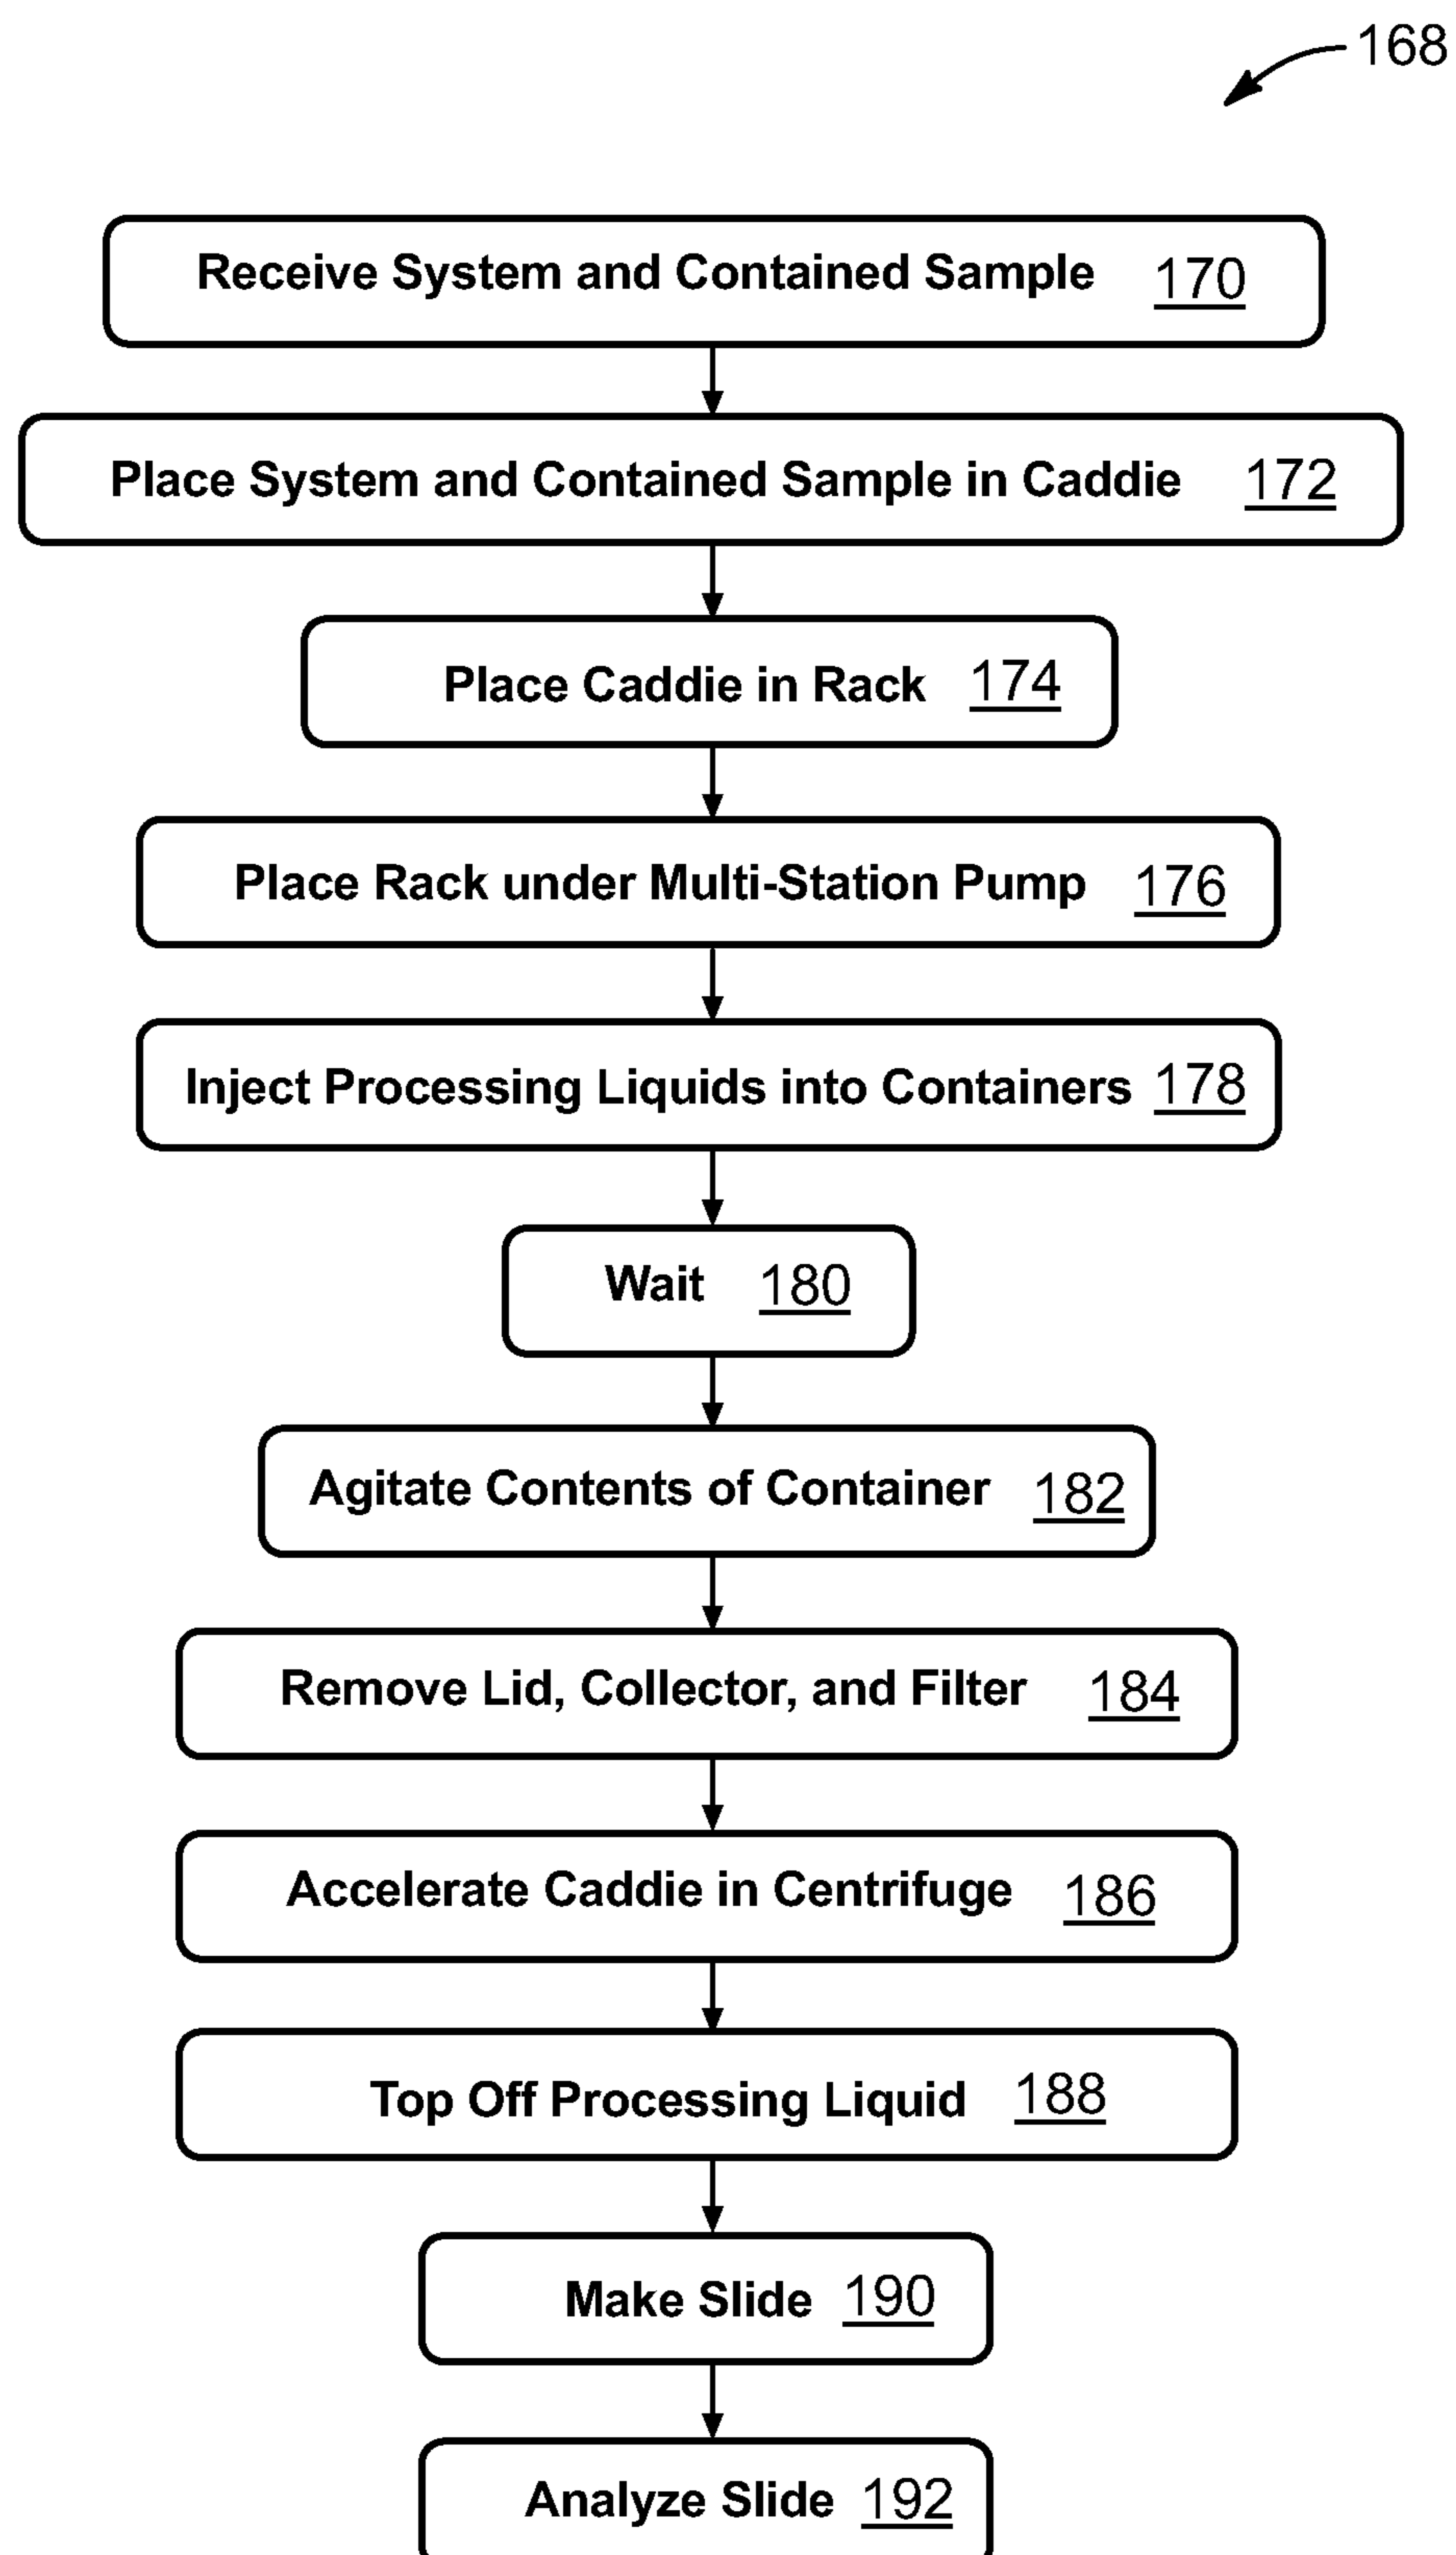 168
Receive System and Contained Sample 170
Place System and Contained Sample in Caddie 172
Place Caddie in Rack 174
Place Rack under Multi-Station Pump 176
Inject Processing Liquids into Containers 178
Wait 180
Agitate Contents of Container 182
Remove Lid, Collector, and Filter 184
Accelerate Caddie in Centrifuge 186
Top Off Processing Liquid 188
Make Slide 190
Analyze Slide 192